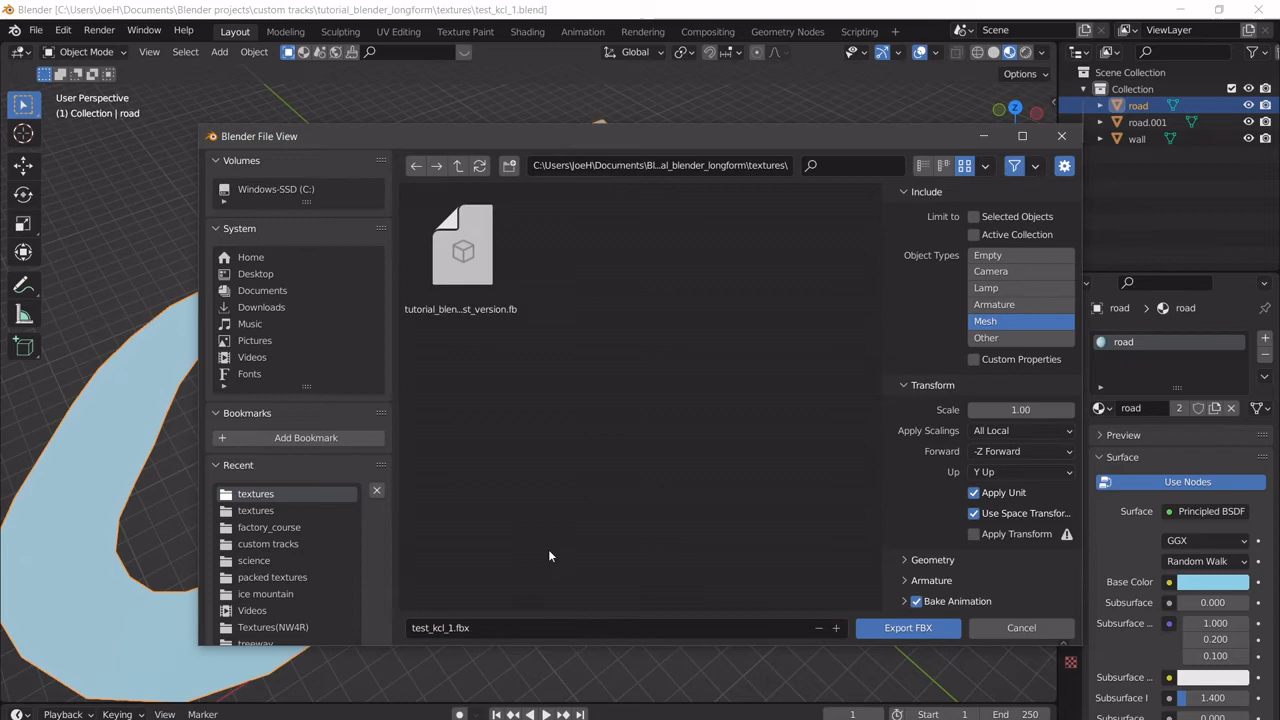 Blender [C:\Users\JoeH\Documents\Blender projects\custom tracks\tutorial_blender_longform\textures\test_kcl_1.blend]
File Edit Render Window Help Layout Modeling Sculpting UV Editing Texture Paint Shading Animation Rendering Compositing Geometry Nodes Scripting + Scene ViewLayer
Object Mode View Select Add Object Global
Options
User Perspective
(1) Collection | road
Scene Collection
Collection
road
road.001
wall
Blender File View
Volumes
Windows-SSD (C:)
System
Home
Desktop
Documents
Downloads
Music
Pictures
Videos
Fonts
Bookmarks
Add Bookmark
Recent
textures
textures
factory_course
custom tracks
science
packed textures
ice mountain
Videos
Textures(NW4R)
treeway
C:\Users\JoeH\Documents\Bl...al_blender_longform\textures\
tutorial_blen...st_version.fb
test_kcl_1.fbx
Include
Limit to Selected Objects
Active Collection
Object Types Empty
Camera
Lamp
Armature
Mesh
Other
Custom Properties
Transform
Scale 1.00
Apply Scalings All Local
Forward -Z Forward
Up Y Up
Apply Unit
Use Space Transfor...
Apply Transform
Geometry
Armature
Bake Animation
Export FBX Cancel
road road
road
road 2
Preview
Surface
Use Nodes
Surface Principled BSDF
GGX
Random Walk
Base Color
Subsurface 0.000
Subsurface ... 1.000
0.200
0.100
Subsurface ...
Subsurface I 1.400
Subsurface ... 0.000
Playback Keying View Marker 1 Start 1 End 250